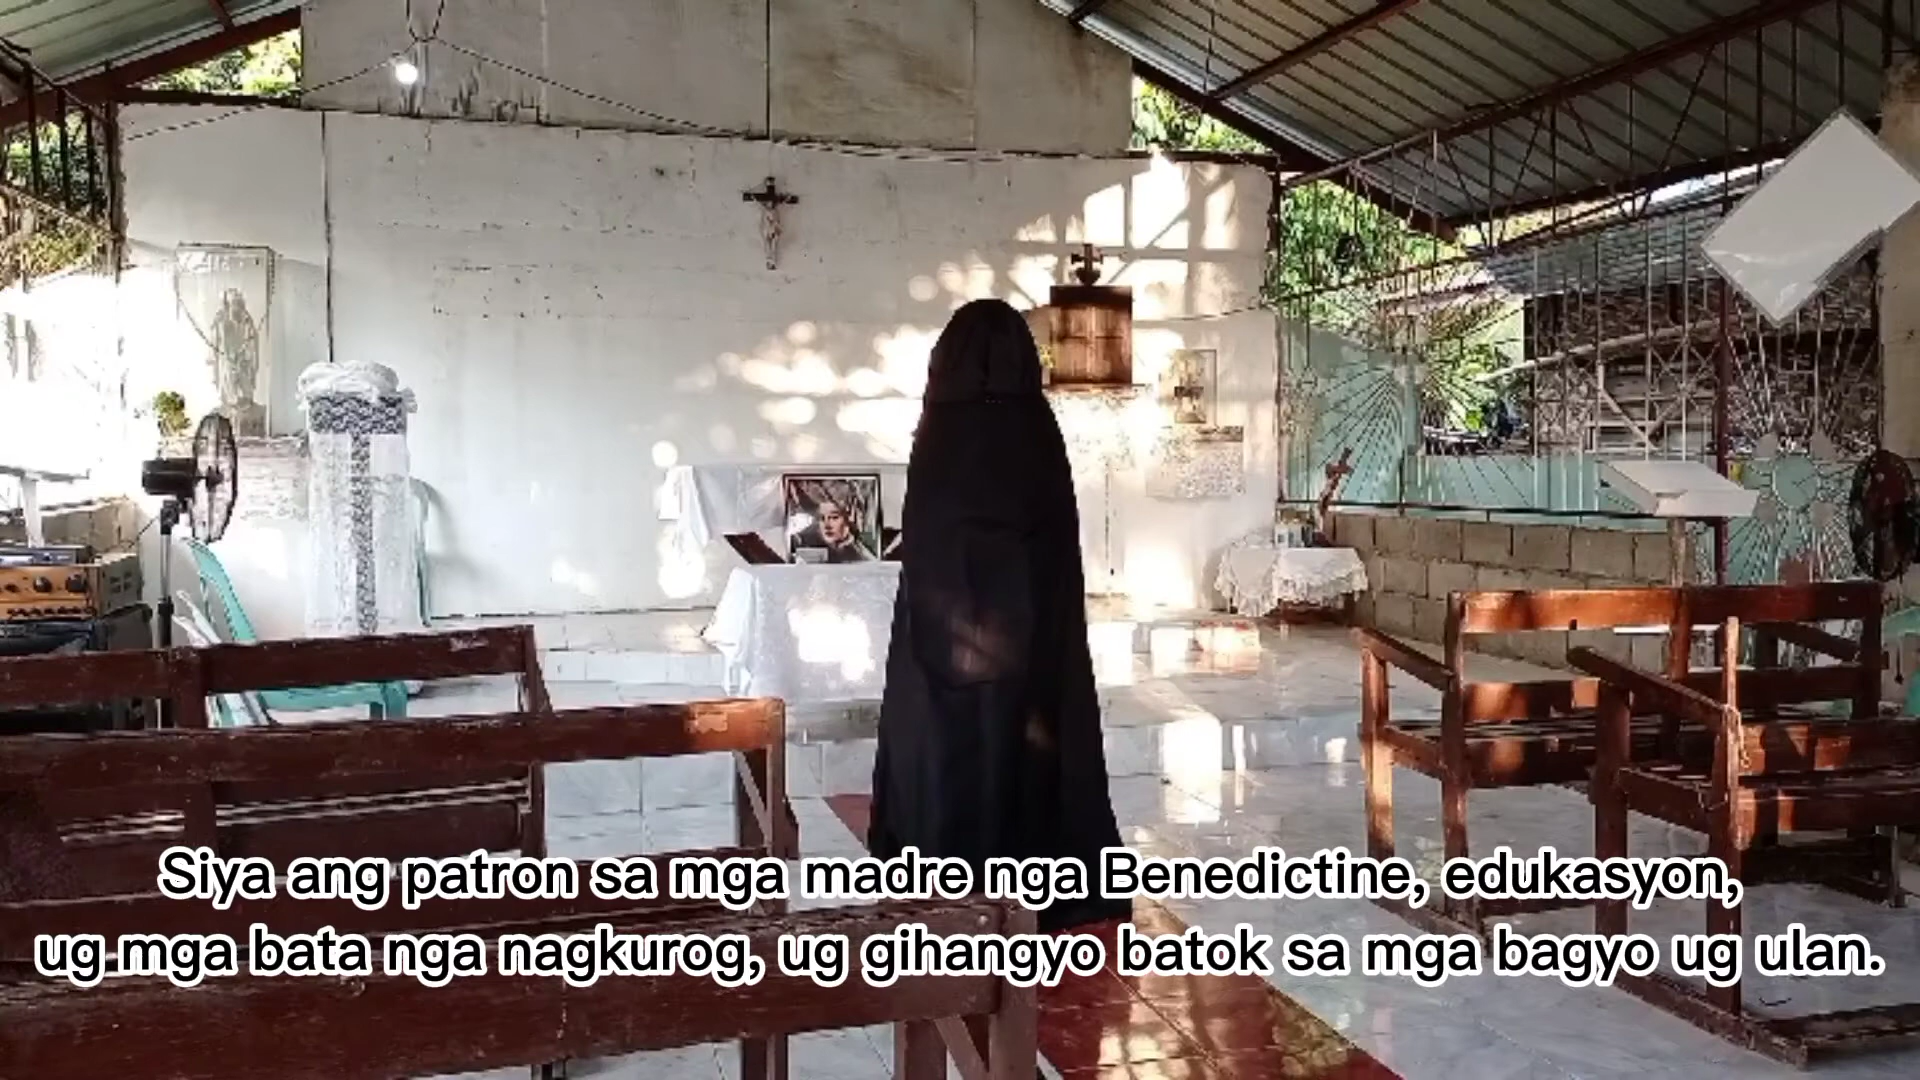 Siya ang patron sa mga madre nga Benedictine, edukasyon,
ug mga bata nga nagkurog, ug gihangyo batok sa mga bagyo ug ulan.